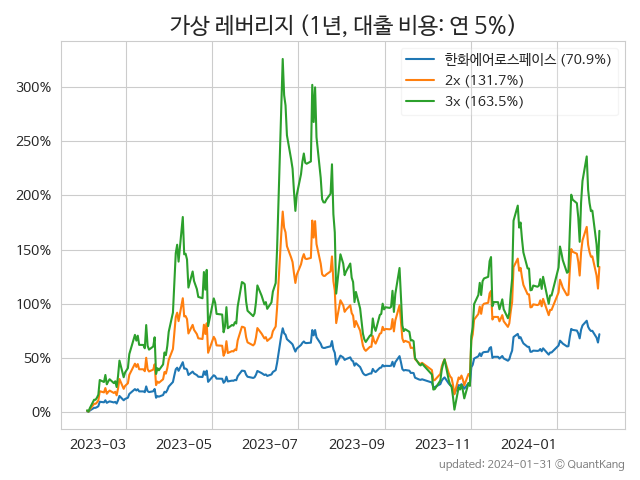 가상 레버리지 (1년, 대출 비용: 연 5%)
한화에어로스페이스 (70.9%)
2x (131.7%)
3x (163.5%)
300%
250%
200%
150%
100%
50%
0%
2023-03 2023-05 2023-07 2023-09 2023-11 2024-01
updated: 2024-01-31 © QuantKang